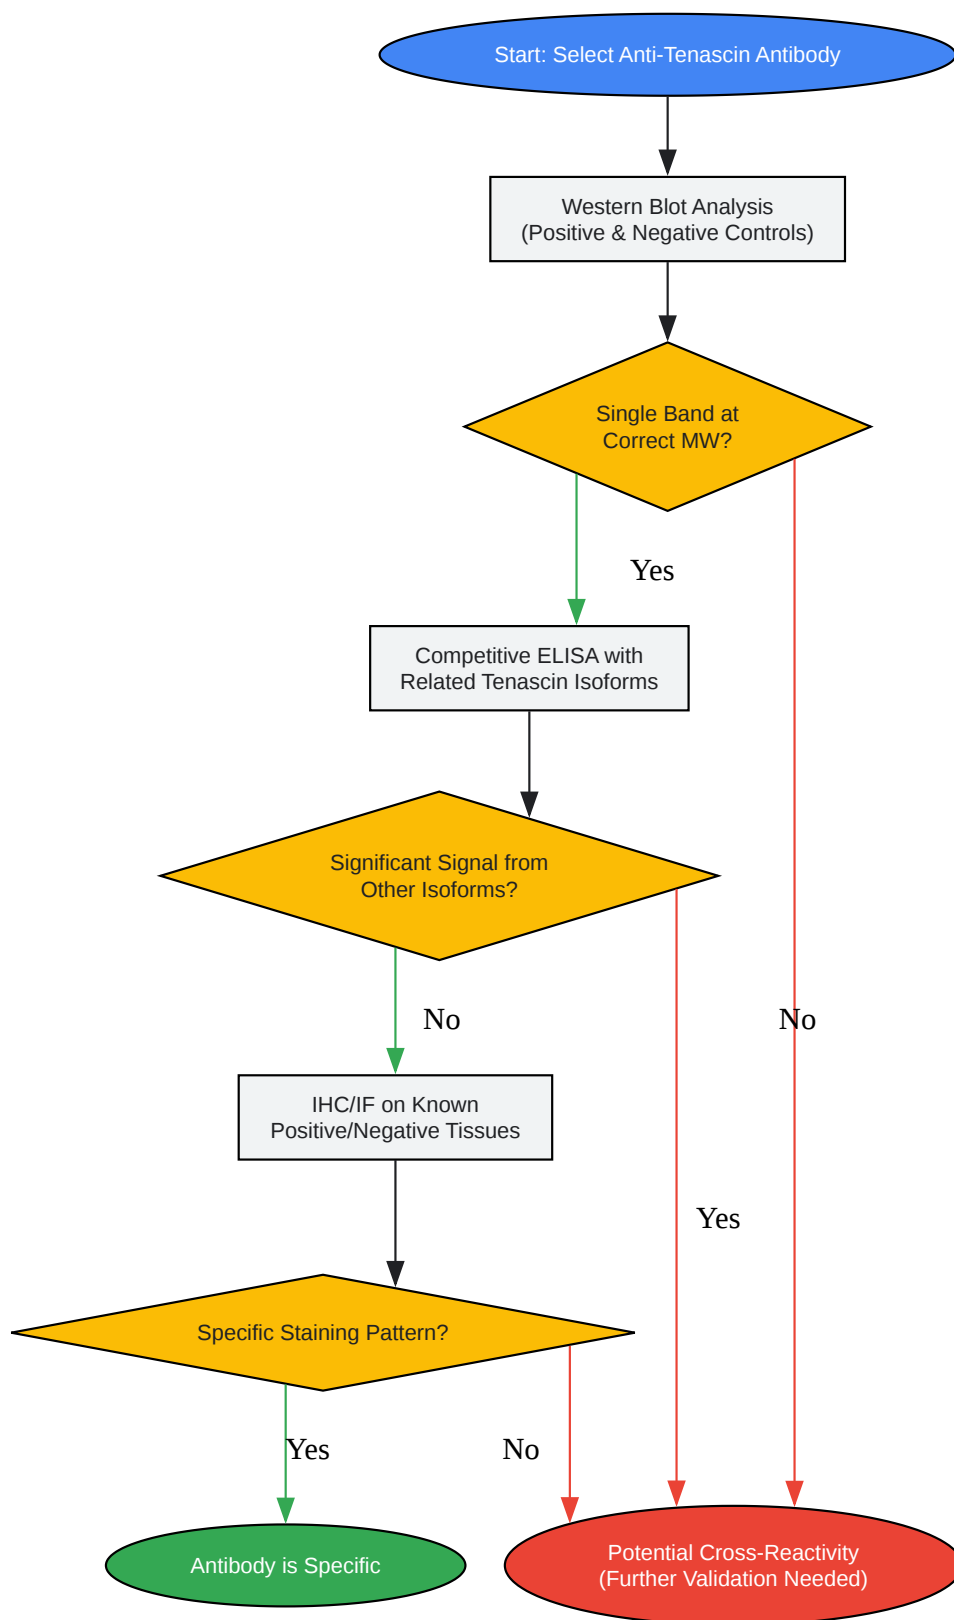 Start: Select Anti-Tenascin Antibody
Western Blot Analysis
(Positive & Negative Controls)
Single Band at
Correct MW?
Yes
Competitive ELISA with
Related Tenascin Isoforms
Significant Signal from
Other Isoforms?
No
No
IHC/IF on Known
Positive/Negative Tissues
Yes
Specific Staining Pattern?
Yes
No
Antibody is Specific
Potential Cross-Reactivity
(Further Validation Needed)